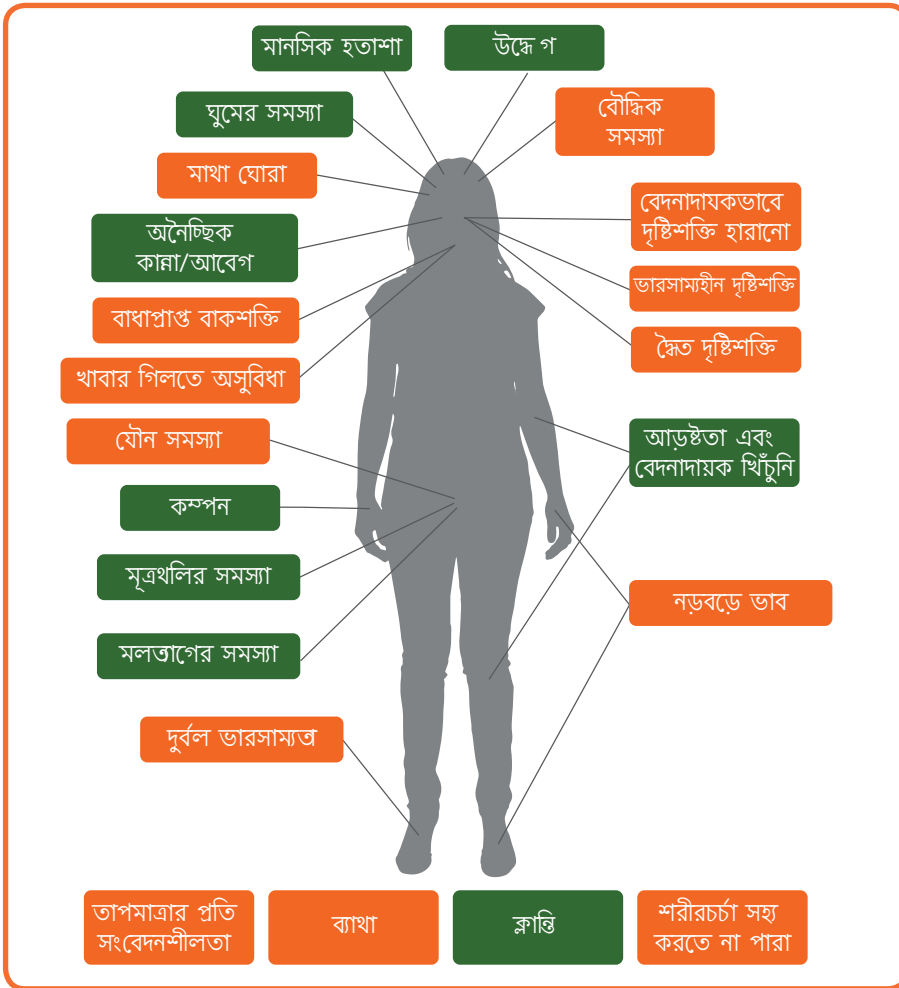 মানসিক হতাশা
উদ্ধে গ
ঘুমের সমস্যা
বৌদ্ধিক
সমস্যা
মাথা ঘোরা
বেদনাদাযকভাবে
দৃষ্টিশক্তি হারানো
অনৈচ্ছিক
কান্না/আবেগ
ভারসাম্যহীন দৃষ্টিশক্তি
বাধাপ্রাপ্ত বাকশক্তি
দ্বৈত দৃষ্টিশক্তি
খাবার গিলতে অসুবিধা
যৌন সমস্যা
আড়ষ্টতা এবং
বেদনাদায়ক খিঁচুনি
কম্পন
মূত্রথলির সমস্যা
নড়বড়ে ভাব
মলত্যাগের সমস্যা
দুর্বল ভারসাম্যতা
তাপমাত্রার প্রতি
সংবেদনশীলতা
ব্যাথা
ক্লান্তি
শরীরচর্চা সহ্য
করতে না পারা